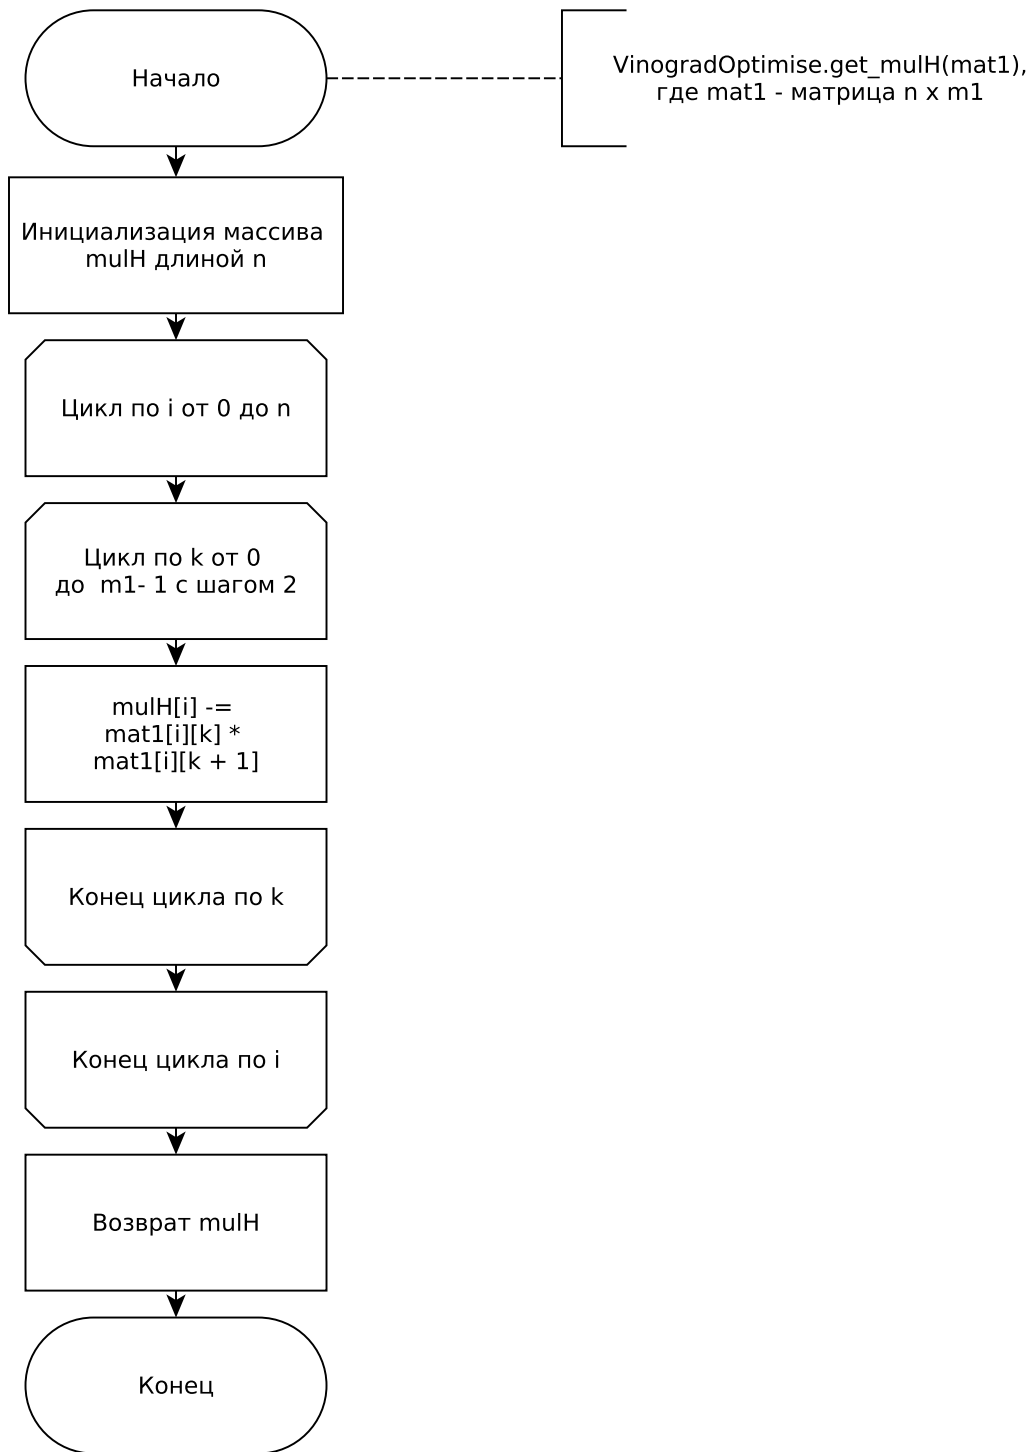 Начало
VinogradOptimise.get_mulH(mat1),
где mat1 - матрица n x m1
Инициализация массива
mulH длиной n
Цикл по i от 0 до n
Цикл по k от 0
до  m1- 1 с шагом 2
mulH[i] -=
mat1[i][k] *
mat1[i][k + 1]
Конец цикла по k
Конец цикла по i
Возврат mulH
Конец